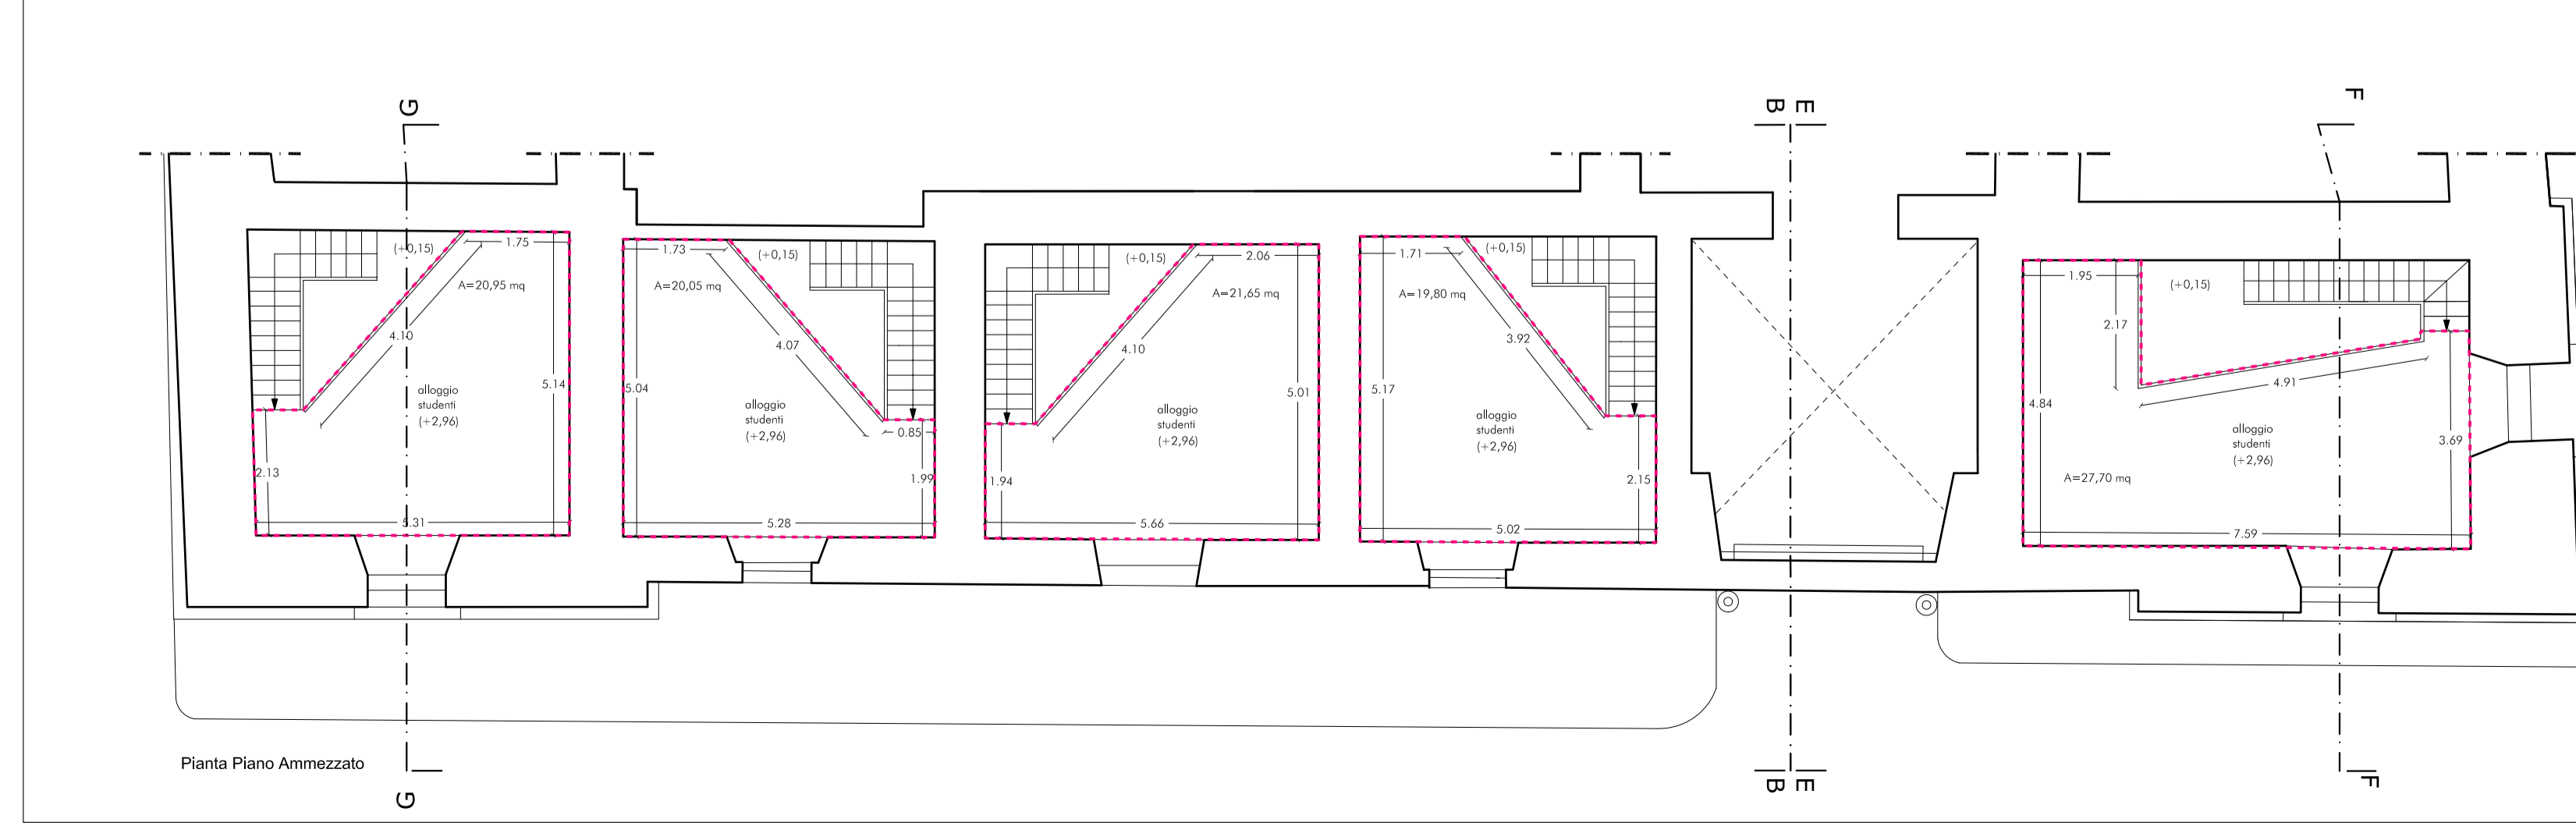 G
B E
F
(+0,15)
1.75
A=20,95 mq
4.10
5.14
alloggio
studenti
(+2,96)
2.13
5.31
1.73
(+0,15)
A=20,05 mq
4.07
5.04
alloggio
studenti
(+2,96)
0.85
1.99
5.28
(+0,15)
2.06
A=21,65 mq
4.10
5.01
alloggio
studenti
(+2,96)
1.94
5.66
1.71
(+0,15)
A=19,80 mq
3.92
5.17
alloggio
studenti
(+2,96)
2.15
5.02
1.95
(+0,15)
2.17
4.91
4.84
alloggio
studenti
(+2,96)
3.69
A=27,70 mq
7.59
Pianta Piano Ammezzato
G
B E
F